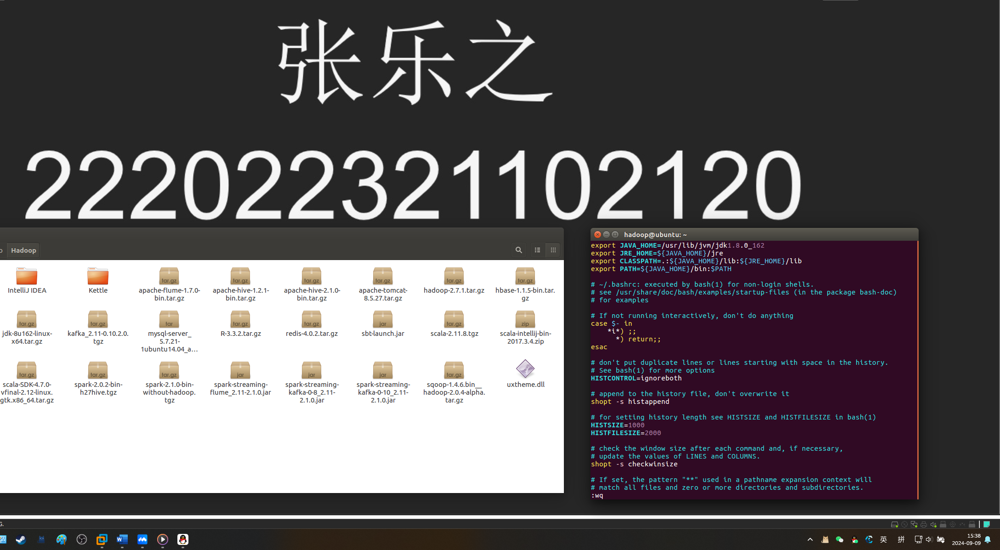 张乐之
222022321102120
Hadoop
IntelliJ IDEA
Kettle
apache-flume-1.7.0-
bin.tar.gz
apache-hive-1.2.1-
bin.tar.gz
apache-hive-2.1.0-
bin.tar.gz
apache-tomcat-
8.5.27.tar.gz
hadoop-2.7.1.tar.gz
hbase-1.1.5-bin.tar.
gz
jdk-8u162-linux-
x64.tar.gz
kafka_2.11-0.10.2.0.
tgz
mysql-server_
5.7.21-
1ubuntu14.04_a...
R-3.3.2.tar.gz
redis-4.0.2.tar.gz
sbt-launch.jar
scala-2.11.8.tgz
scala-intellij-bin-
2017.3.4.zip
scala-SDK-4.7.0-
vfinal-2.12-linux.
gtk.x86_64.tar.gz
spark-2.0.2-bin-
h27hive.tgz
spark-2.1.0-bin-
without-hadoop.
tgz
spark-streaming-
flume_2.11-2.1.0.jar
spark-streaming-
kafka-0-8_2.11-
2.1.0.jar
spark-streaming-
kafka-0-10_2.11-
2.1.0.jar
sqoop-1.4.6.bin__
hadoop-2.0.4-alpha.
tar.gz
uxtheme.dll
hadoop@ubuntu: ~
export JAVA_HOME=/usr/lib/jvm/jdk1.8.0_162
export JRE_HOME=${JAVA_HOME}/jre
export CLASSPATH=.:${JAVA_HOME}/lib:${JRE_HOME}/lib
export PATH=${JAVA_HOME}/bin:$PATH
# ~/.bashrc: executed by bash(1) for non-login shells.
# see /usr/share/doc/bash/examples/startup-files (in the package bash-doc)
# for examples
# If not running interactively, don't do anything
case $- in
    *i*) ;;
      *) return;;
esac
# don't put duplicate lines or lines starting with space in the history.
# See bash(1) for more options
HISTCONTROL=ignoreboth
# append to the history file, don't overwrite it
shopt -s histappend
# for setting history length see HISTSIZE and HISTFILESIZE in bash(1)
HISTSIZE=1000
HISTFILESIZE=2000
# check the window size after each command and, if necessary,
# update the values of LINES and COLUMNS.
shopt -s checkwinsize
# If set, the pattern "**" used in a pathname expansion context will
# match all files and zero or more directories and subdirectories.
:wq
G.
英
拼
15:38
2024-09-09